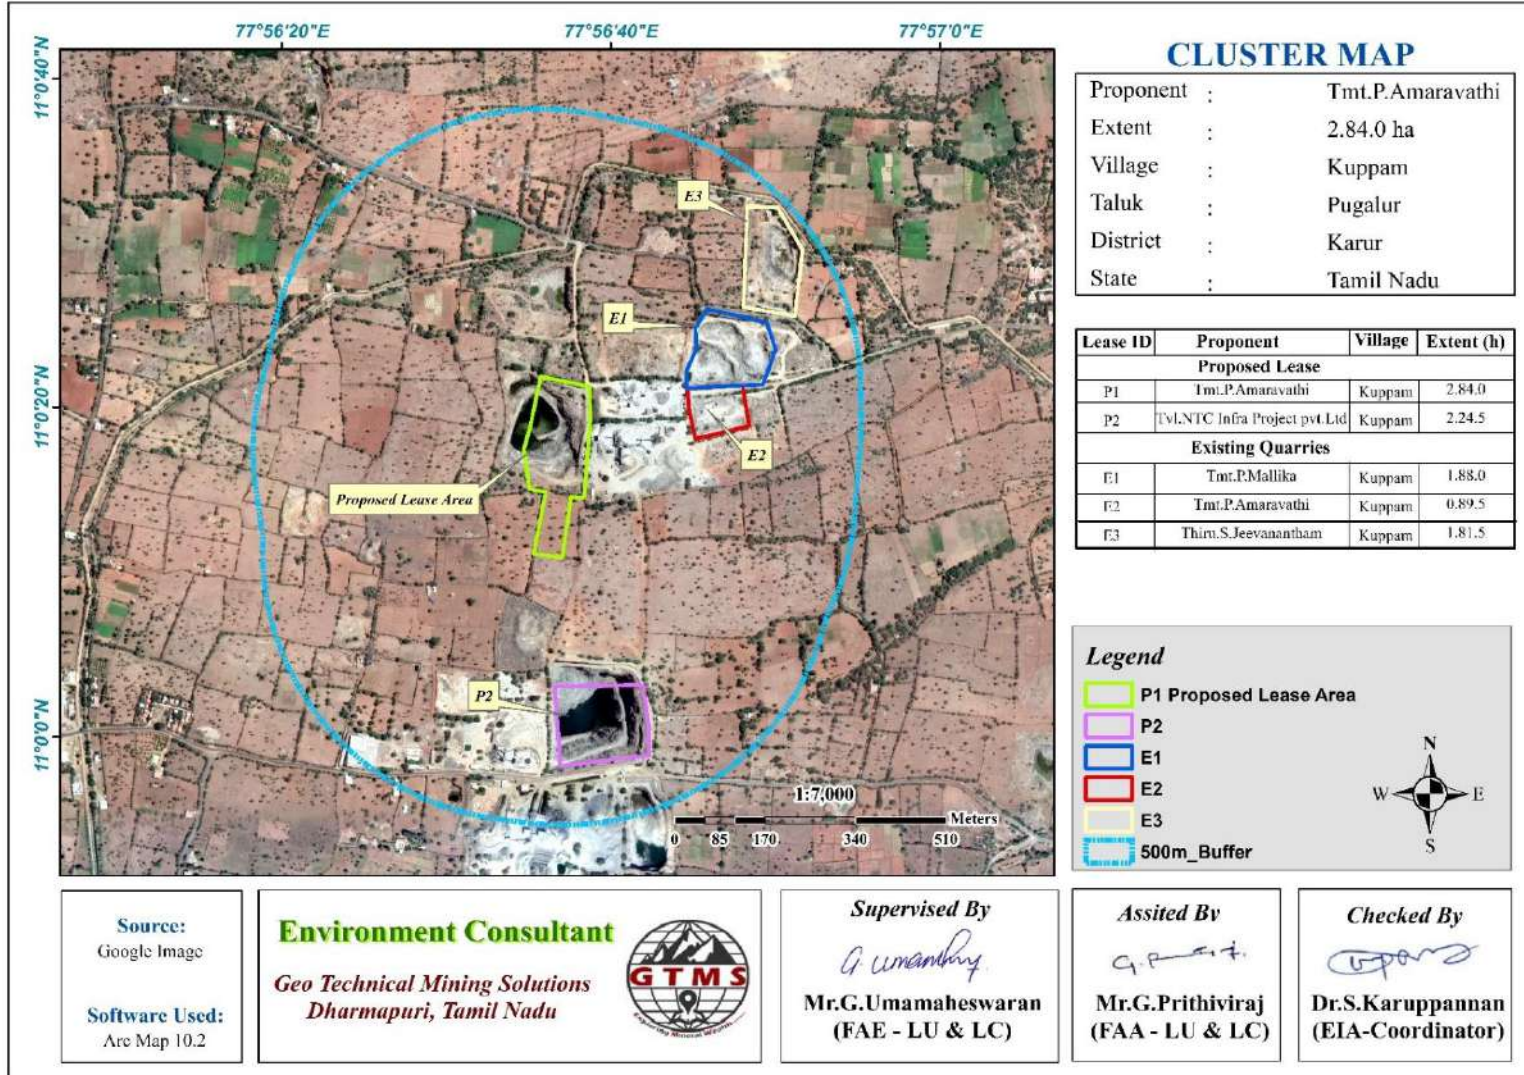 77°56'20"E
77°56'40"E
77°57'0"E
11°0'40"N
11°0'20"N
11°0'0"N
E3
E1
E2
Proposed Lease Area
P2
1:7,000
Meters
0 85 170 340 510
CLUSTER MAP
Proponent : Tmt.P.Amaravathi
Extent : 2.84.0 ha
Village : Kuppam
Taluk : Pugalur
District : Karur
State : Tamil Nadu
Lease ID Proponent Village Extent (h)
Proposed Lease
P1 Tmt.P.Amaravathi Kuppam 2.84.0
P2 Tvl.NTC Infra Project pvt.Ltd Kuppam 2.24.5
Existing Quarries
E1 Tmt.P.Mallika Kuppam 1.88.0
E2 Tmt.P.Amaravathi Kuppam 0.89.5
E3 Thiru.S.Jeevanantham Kuppam 1.81.5
Legend
P1 Proposed Lease Area
P2
E1
E2
E3
500m_Buffer
N
W E
S
Source:
Google Image
Software Used:
Arc Map 10.2
Environment Consultant
Geo Technical Mining Solutions
Dharmapuri, Tamil Nadu
GTMS
Exploring Mineral Wealth
Supervised By
Mr.G.Umamaheswaran
(FAE - LU & LC)
Assited By
Mr.G.Prithiviraj
(FAA - LU & LC)
Checked By
Dr.S.Karuppannan
(EIA-Coordinator)